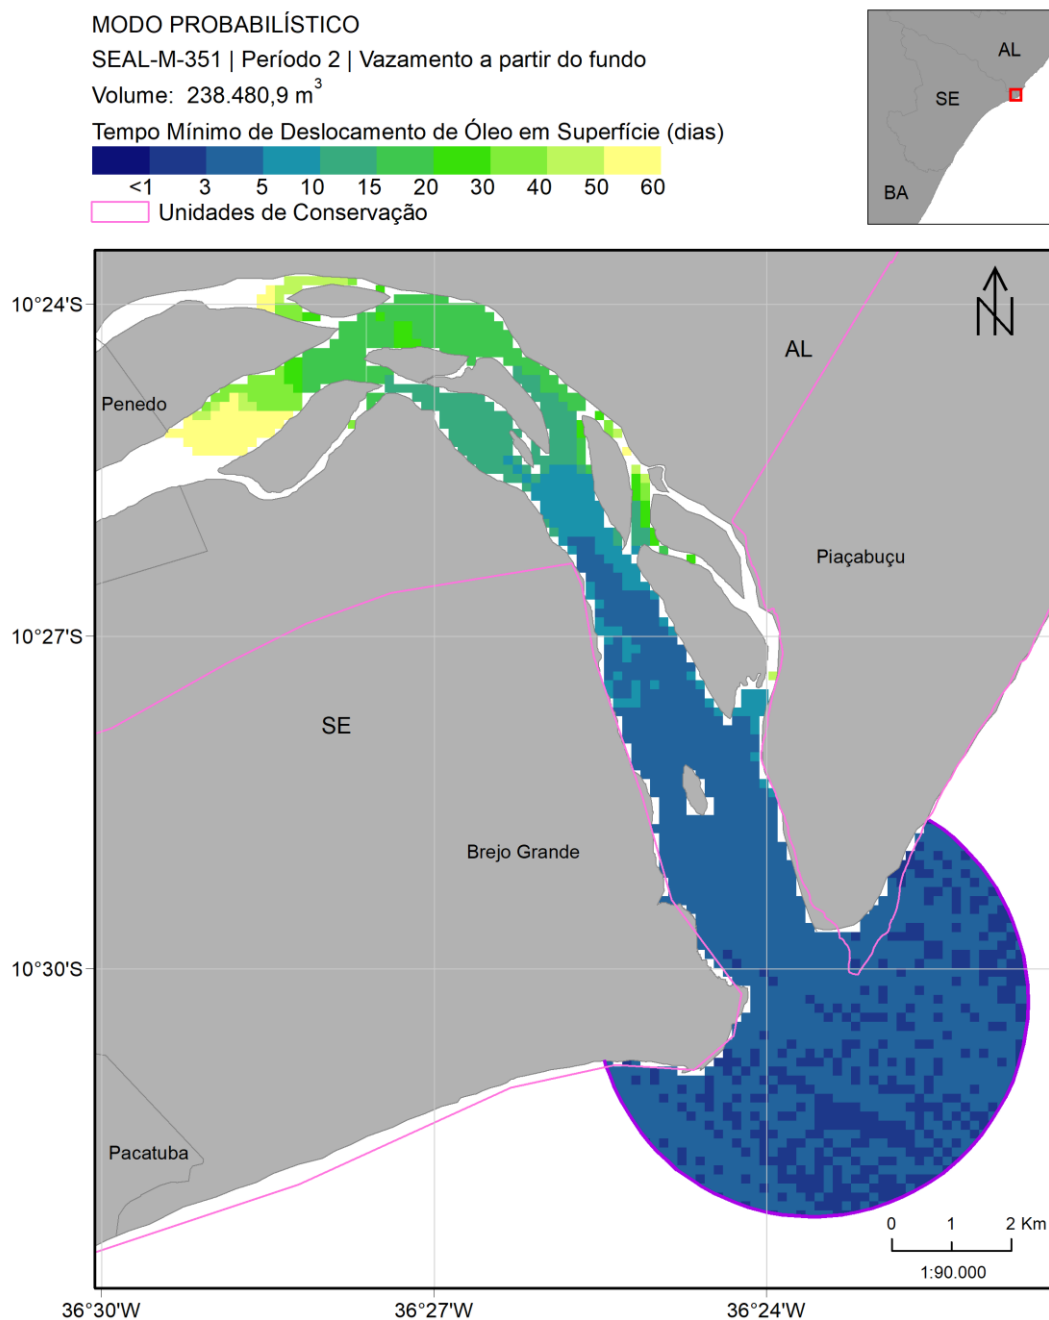 MODO PROBABILÍSTICO
SEAL-M-351 | Período 2 | Vazamento a partir do fundo
Volume: 238.480,9 m³
Tempo Mínimo de Deslocamento de Óleo em Superfície (dias)
<1 3 5 10 15 20 30 40 50 60
Unidades de Conservação
AL
SE
BA
10°24'S
N
AL
Penedo
Piaçabuçu
10°27'S
SE
Brejo Grande
10°30'S
Pacatuba
0 1 2 Km
1:90.000
36°30'W 36°27'W 36°24'W